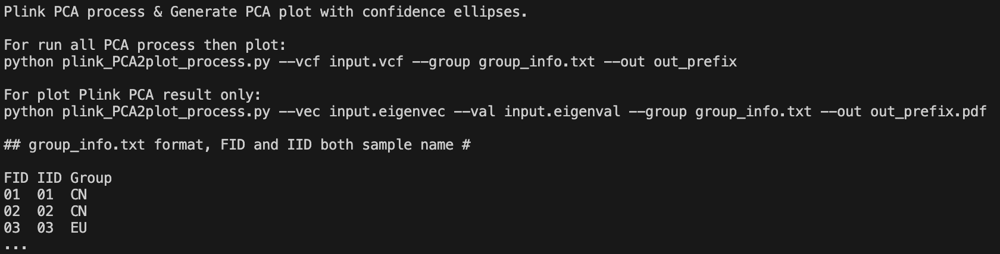 Plink PCA process & Generate PCA plot with confidence ellipses.
For run all PCA process then plot:
python plink_PCA2plot_process.py --vcf input.vcf --group group_info.txt --out out_prefix
For plot Plink PCA result only:
python plink_PCA2plot_process.py --vec input.eigenvec --val input.eigenval --group group_info.txt --out out_prefix.pdf
## group_info.txt format, FID and IID both sample name #
FID IID Group
01  01  CN
02  02  CN
03  03  EU
...